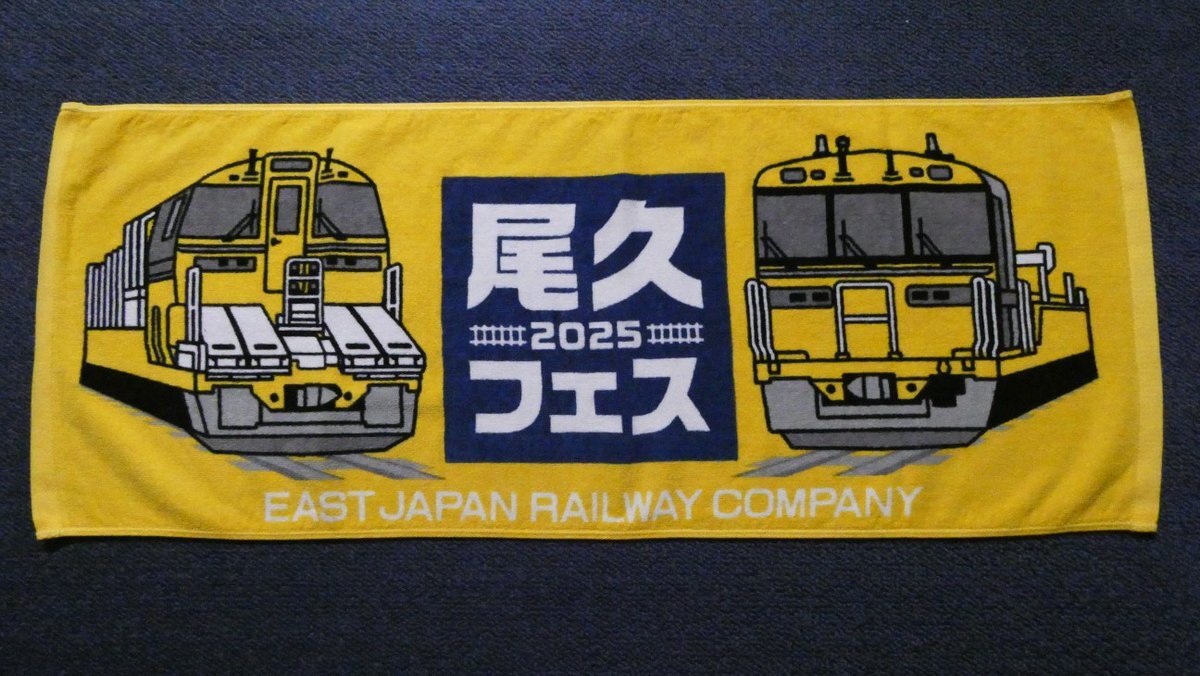 尾久
2025
フェス
EAST JAPAN RAILWAY COMPANY